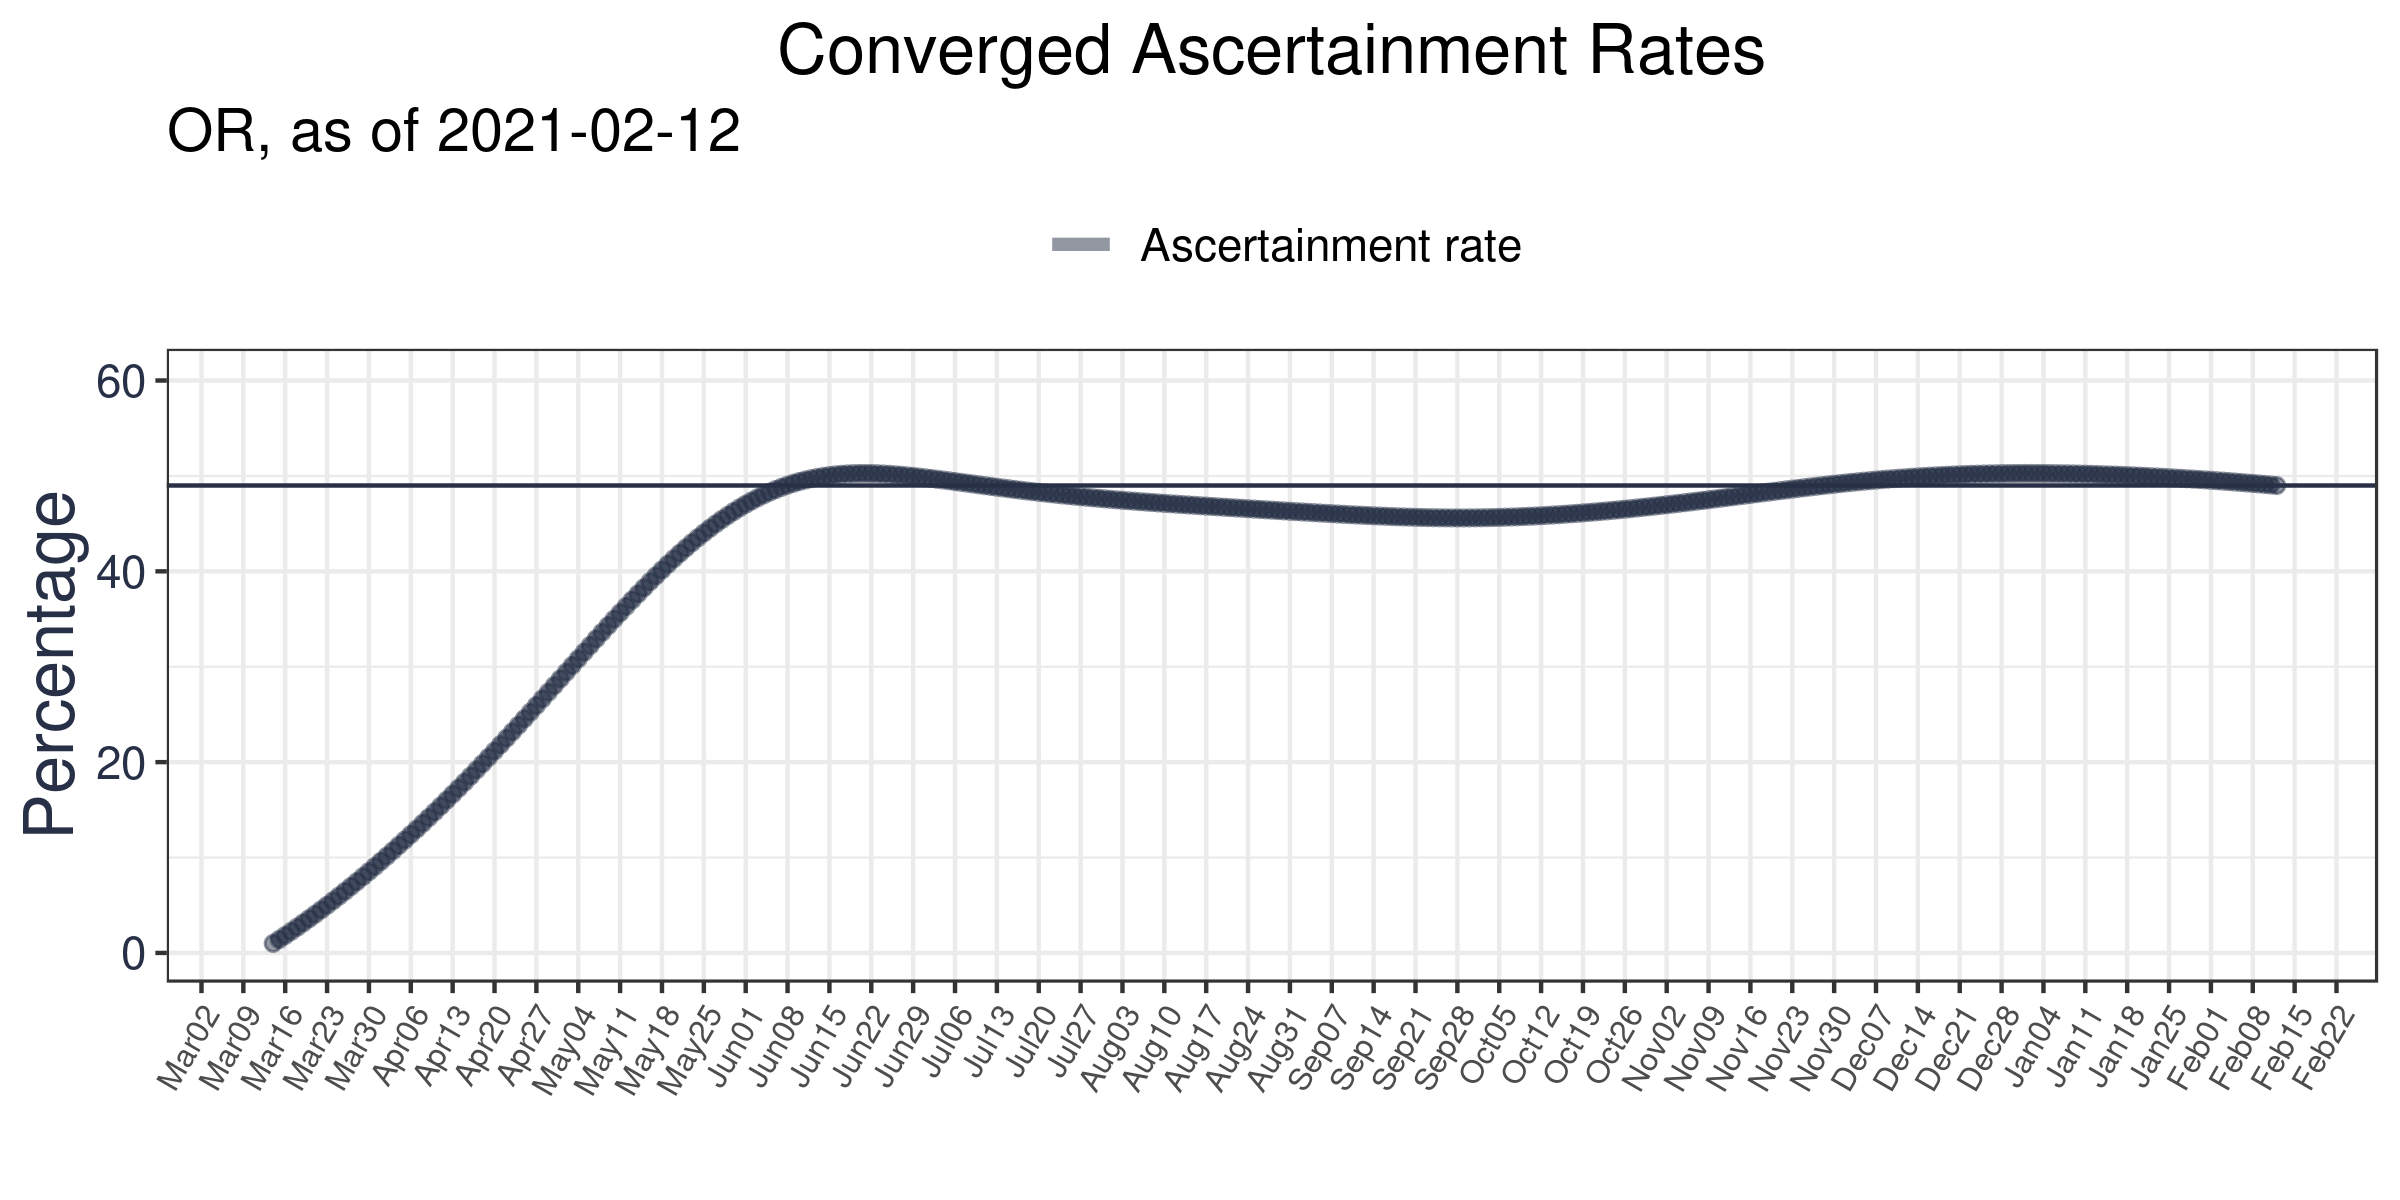 Converged Ascertainment Rates
OR, as of 2021-02-12
Ascertainment rate
Percentage
60
40
20
0
Mar02
Mar09
Mar16
Mar23
Mar30
Apr06
Apr13
Apr20
Apr27
May04
May11
May18
May25
Jun01
Jun08
Jun15
Jun22
Jun29
Jul06
Jul13
Jul20
Jul27
Aug03
Aug10
Aug17
Aug24
Aug31
Sep07
Sep14
Sep21
Sep28
Oct05
Oct12
Oct19
Oct26
Nov02
Nov09
Nov16
Nov23
Nov30
Dec07
Dec14
Dec21
Dec28
Jan04
Jan11
Jan18
Jan25
Feb01
Feb08
Feb15
Feb22